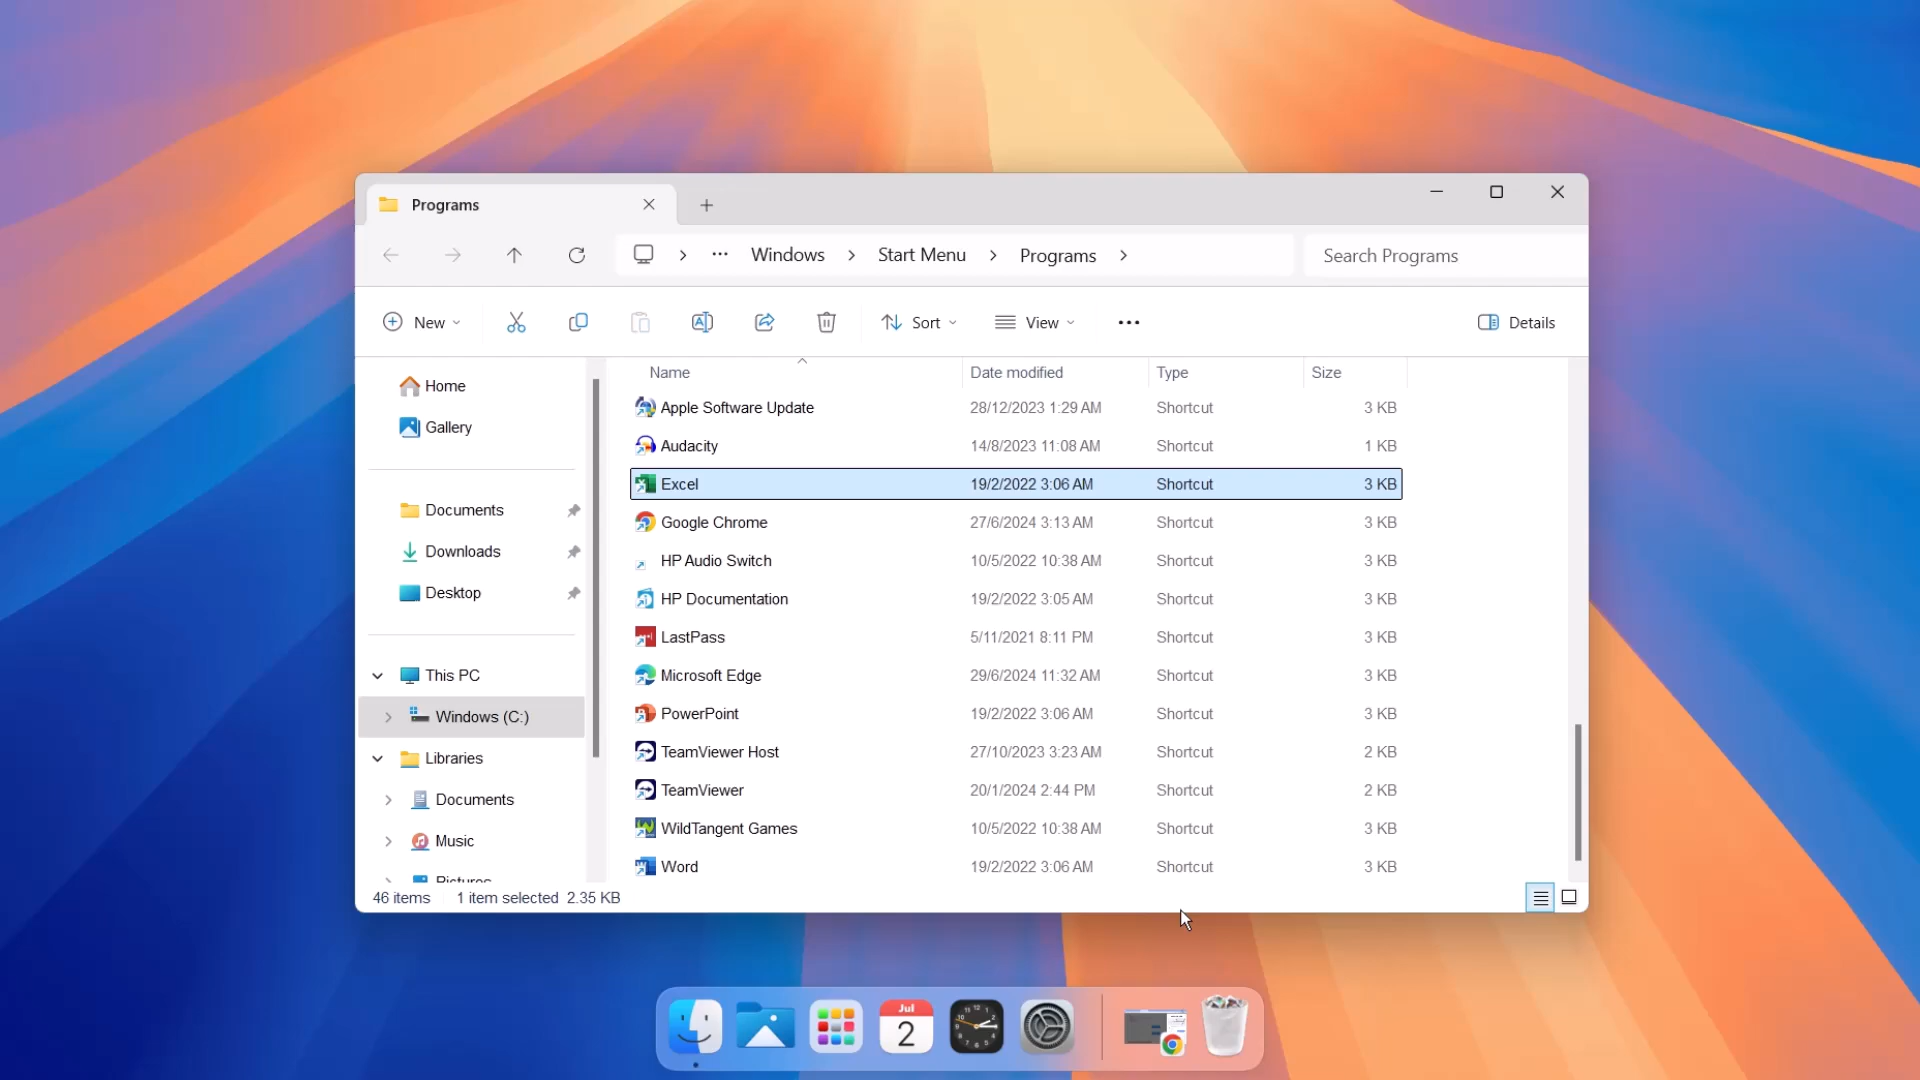 Programs
Windows
Start Menu
Programs
Search Programs
New
Sort
View
Details
Home
Gallery
Documents
Downloads
Desktop
This PC
Windows (C:)
Libraries
Documents
Music
Pictures
Name Date modified Type Size
Apple Software Update 28/12/2023 1:29 AM Shortcut 3 KB
Audacity 14/8/2023 11:08 AM Shortcut 1 KB
Excel 19/2/2022 3:06 AM Shortcut 3 KB
Google Chrome 27/6/2024 3:13 AM Shortcut 3 KB
HP Audio Switch 10/5/2022 10:38 AM Shortcut 3 KB
HP Documentation 19/2/2022 3:05 AM Shortcut 3 KB
LastPass 5/11/2021 8:11 PM Shortcut 3 KB
Microsoft Edge 29/6/2024 11:32 AM Shortcut 3 KB
PowerPoint 19/2/2022 3:06 AM Shortcut 3 KB
TeamViewer Host 27/10/2023 3:23 AM Shortcut 2 KB
TeamViewer 20/1/2024 2:44 PM Shortcut 2 KB
WildTangent Games 10/5/2022 10:38 AM Shortcut 3 KB
Word 19/2/2022 3:06 AM Shortcut 3 KB
46 items 1 item selected 2.35 KB
Jul
2